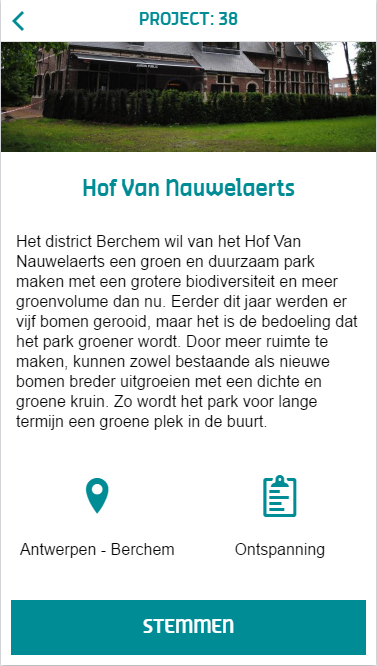 PROJECT: 38
Hof Van Nauwelaerts
Het district Berchem wil van het Hof Van
Nauwelaerts een groen en duurzaam park
maken met een grotere biodiversiteit en meer
groenvolume dan nu. Eerder dit jaar werden er
vijf bomen gerooid, maar het is de bedoeling dat
het park groener wordt. Door meer ruimte te
maken, kunnen zowel bestaande als nieuwe
bomen breder uitgroeien met een dichte en
groene kruin. Zo wordt het park voor lange
termijn een groene plek in de buurt.
Antwerpen - Berchem
Ontspanning
STEMMEN